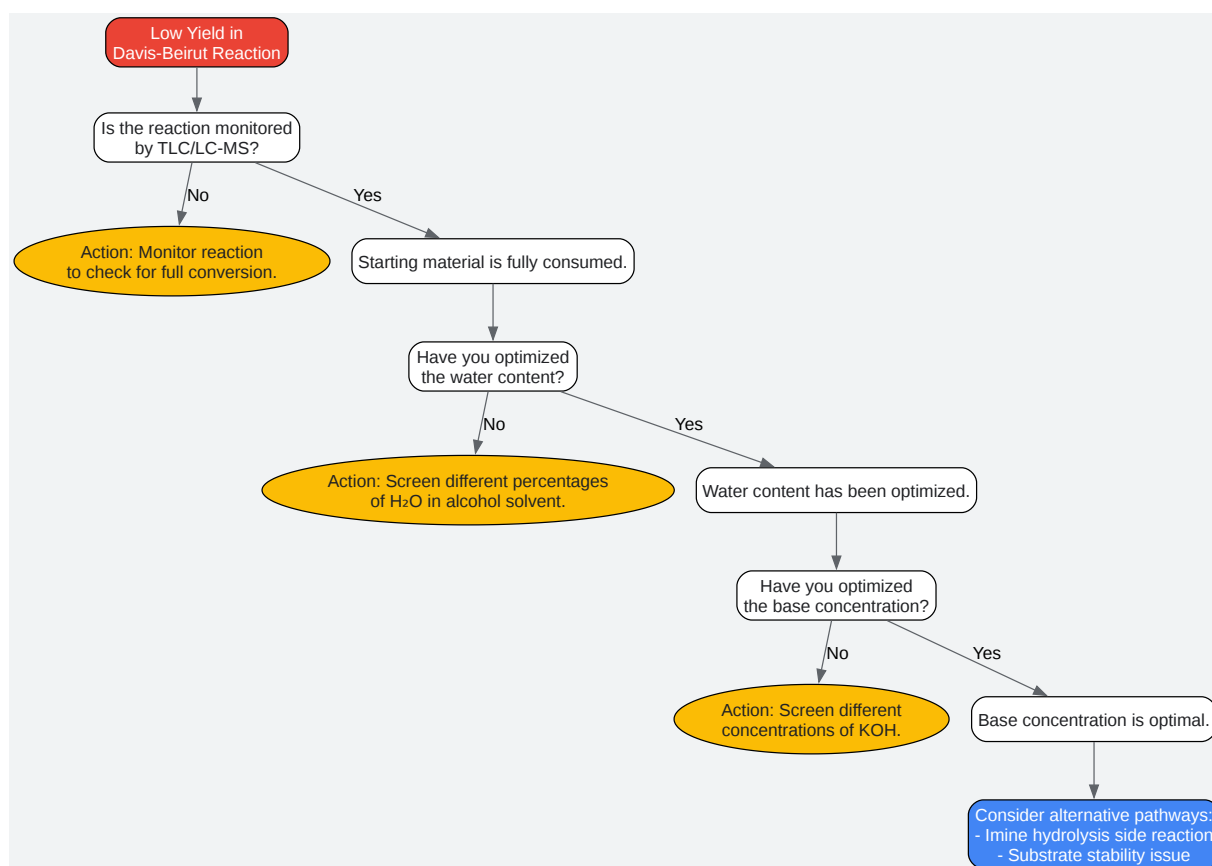 Low Yield in
Davis-Beirut Reaction
Is the reaction monitored
by TLC/LC-MS?
No
Yes
Action: Monitor reaction
to check for full conversion.
Starting material is fully consumed.
Have you optimized
the water content?
No
Yes
Action: Screen different percentages
of H₂O in alcohol solvent.
Water content has been optimized.
Have you optimized
the base concentration?
No
Yes
Action: Screen different
concentrations of KOH.
Base concentration is optimal.
Consider alternative pathways:
- Imine hydrolysis side reaction
- Substrate stability issue